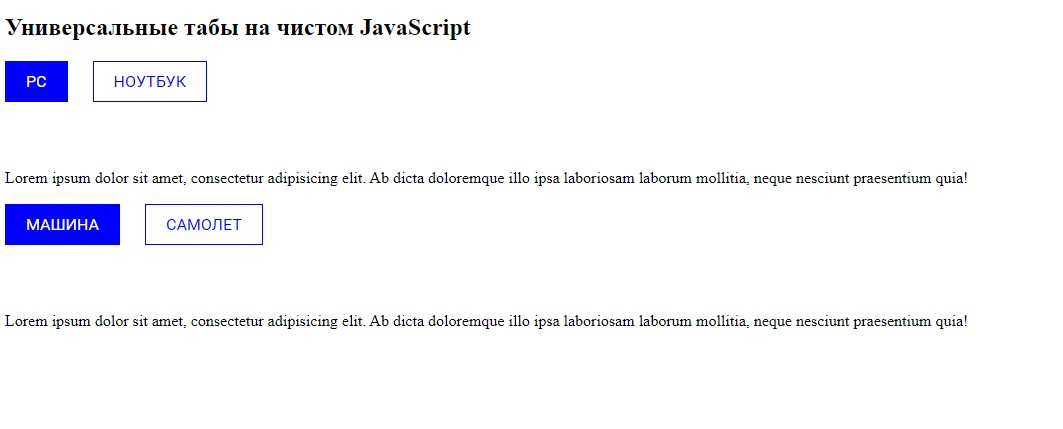 Универсальные табы на чистом JavaScript
PC НОУТБУК
Lorem ipsum dolor sit amet, consectetur adipisicing elit. Ab dicta doloremque illo ipsa laboriosam laborum mollitia, neque nesciunt praesentium quia!
МАШИНА САМОЛЕТ
Lorem ipsum dolor sit amet, consectetur adipisicing elit. Ab dicta doloremque illo ipsa laboriosam laborum mollitia, neque nesciunt praesentium quia!